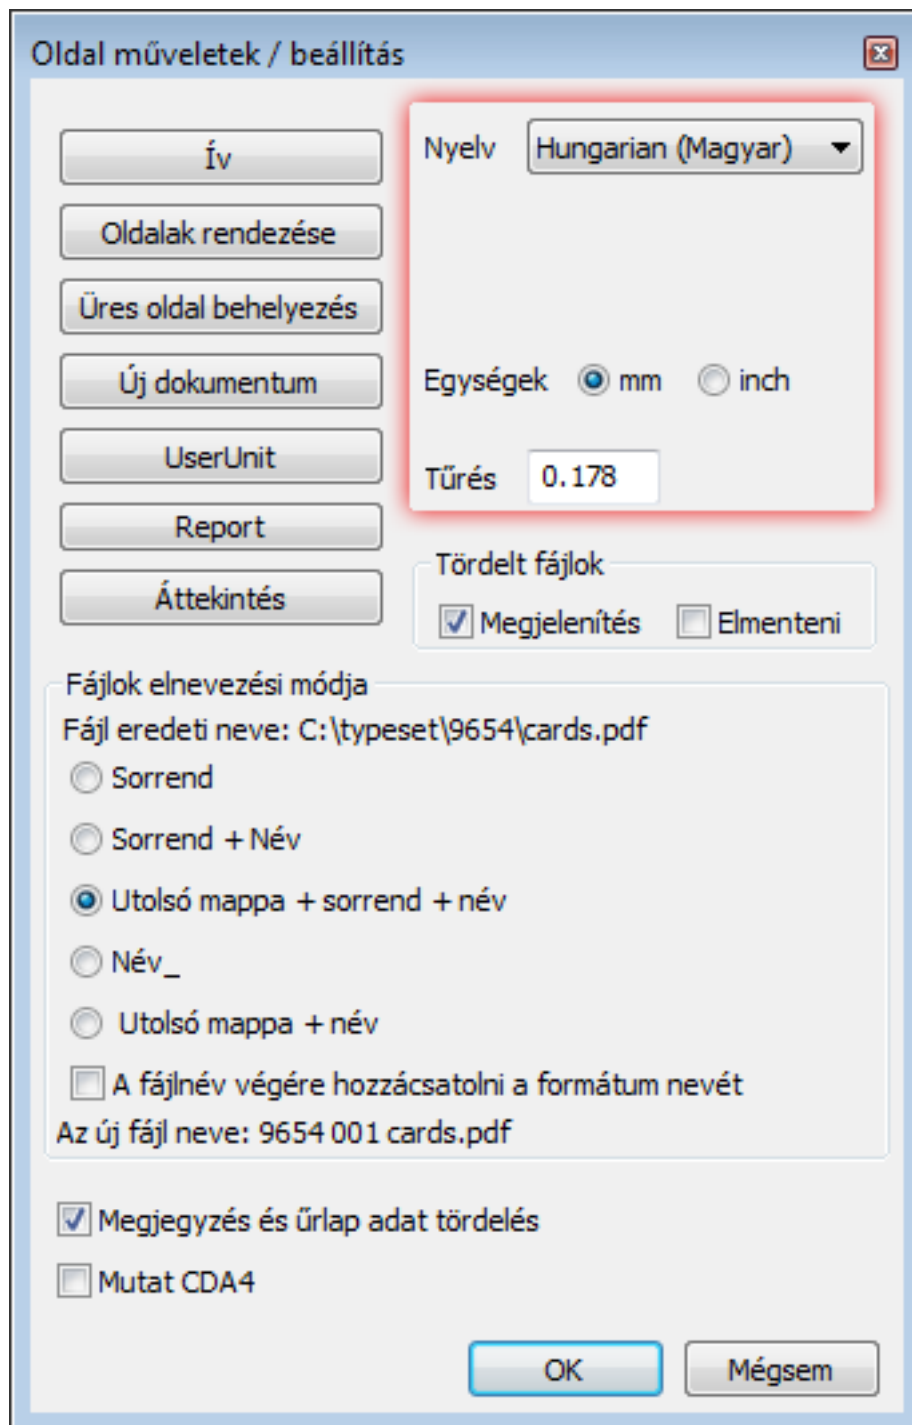 Oldal műveletek / beállítás
Ív
Oldalak rendezése
Üres oldal behelyezés
Új dokumentum
UserUnit
Report
Áttekintés
Nyelv Hungarian (Magyar)
Egységek mm inch
Tűrés 0.178
Tördelt fájlok
Megjelenítés Elmenteni
Fájlok elnevezési módja
Fájl eredeti neve: C:\typeset\9654\cards.pdf
Sorrend
Sorrend + Név
Utolsó mappa + sorrend + név
Név_
Utolsó mappa + név
A fájlnév végére hozzácsatolni a formátum nevét
Az új fájl neve: 9654 001 cards.pdf
Megjegyzés és űrlap adat tördelés
Mutat CDA4
OK Mégsem